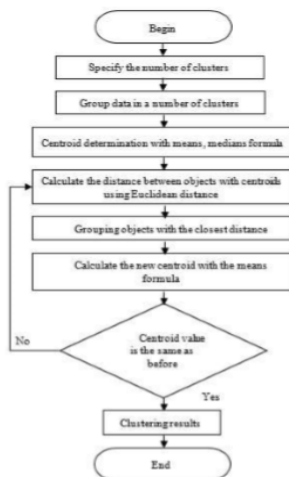 Begin
Specify the number of clusters
Group data in a number of clusters
Centroid determination with means, medians formula
Calculate the distance between objects with centroids
using Euclidean distance
Grouping objects with the closest distance
Calculate the new centroid with the means
formula
No
Centroid value
is the same as
before
Yes
Clustering results
End